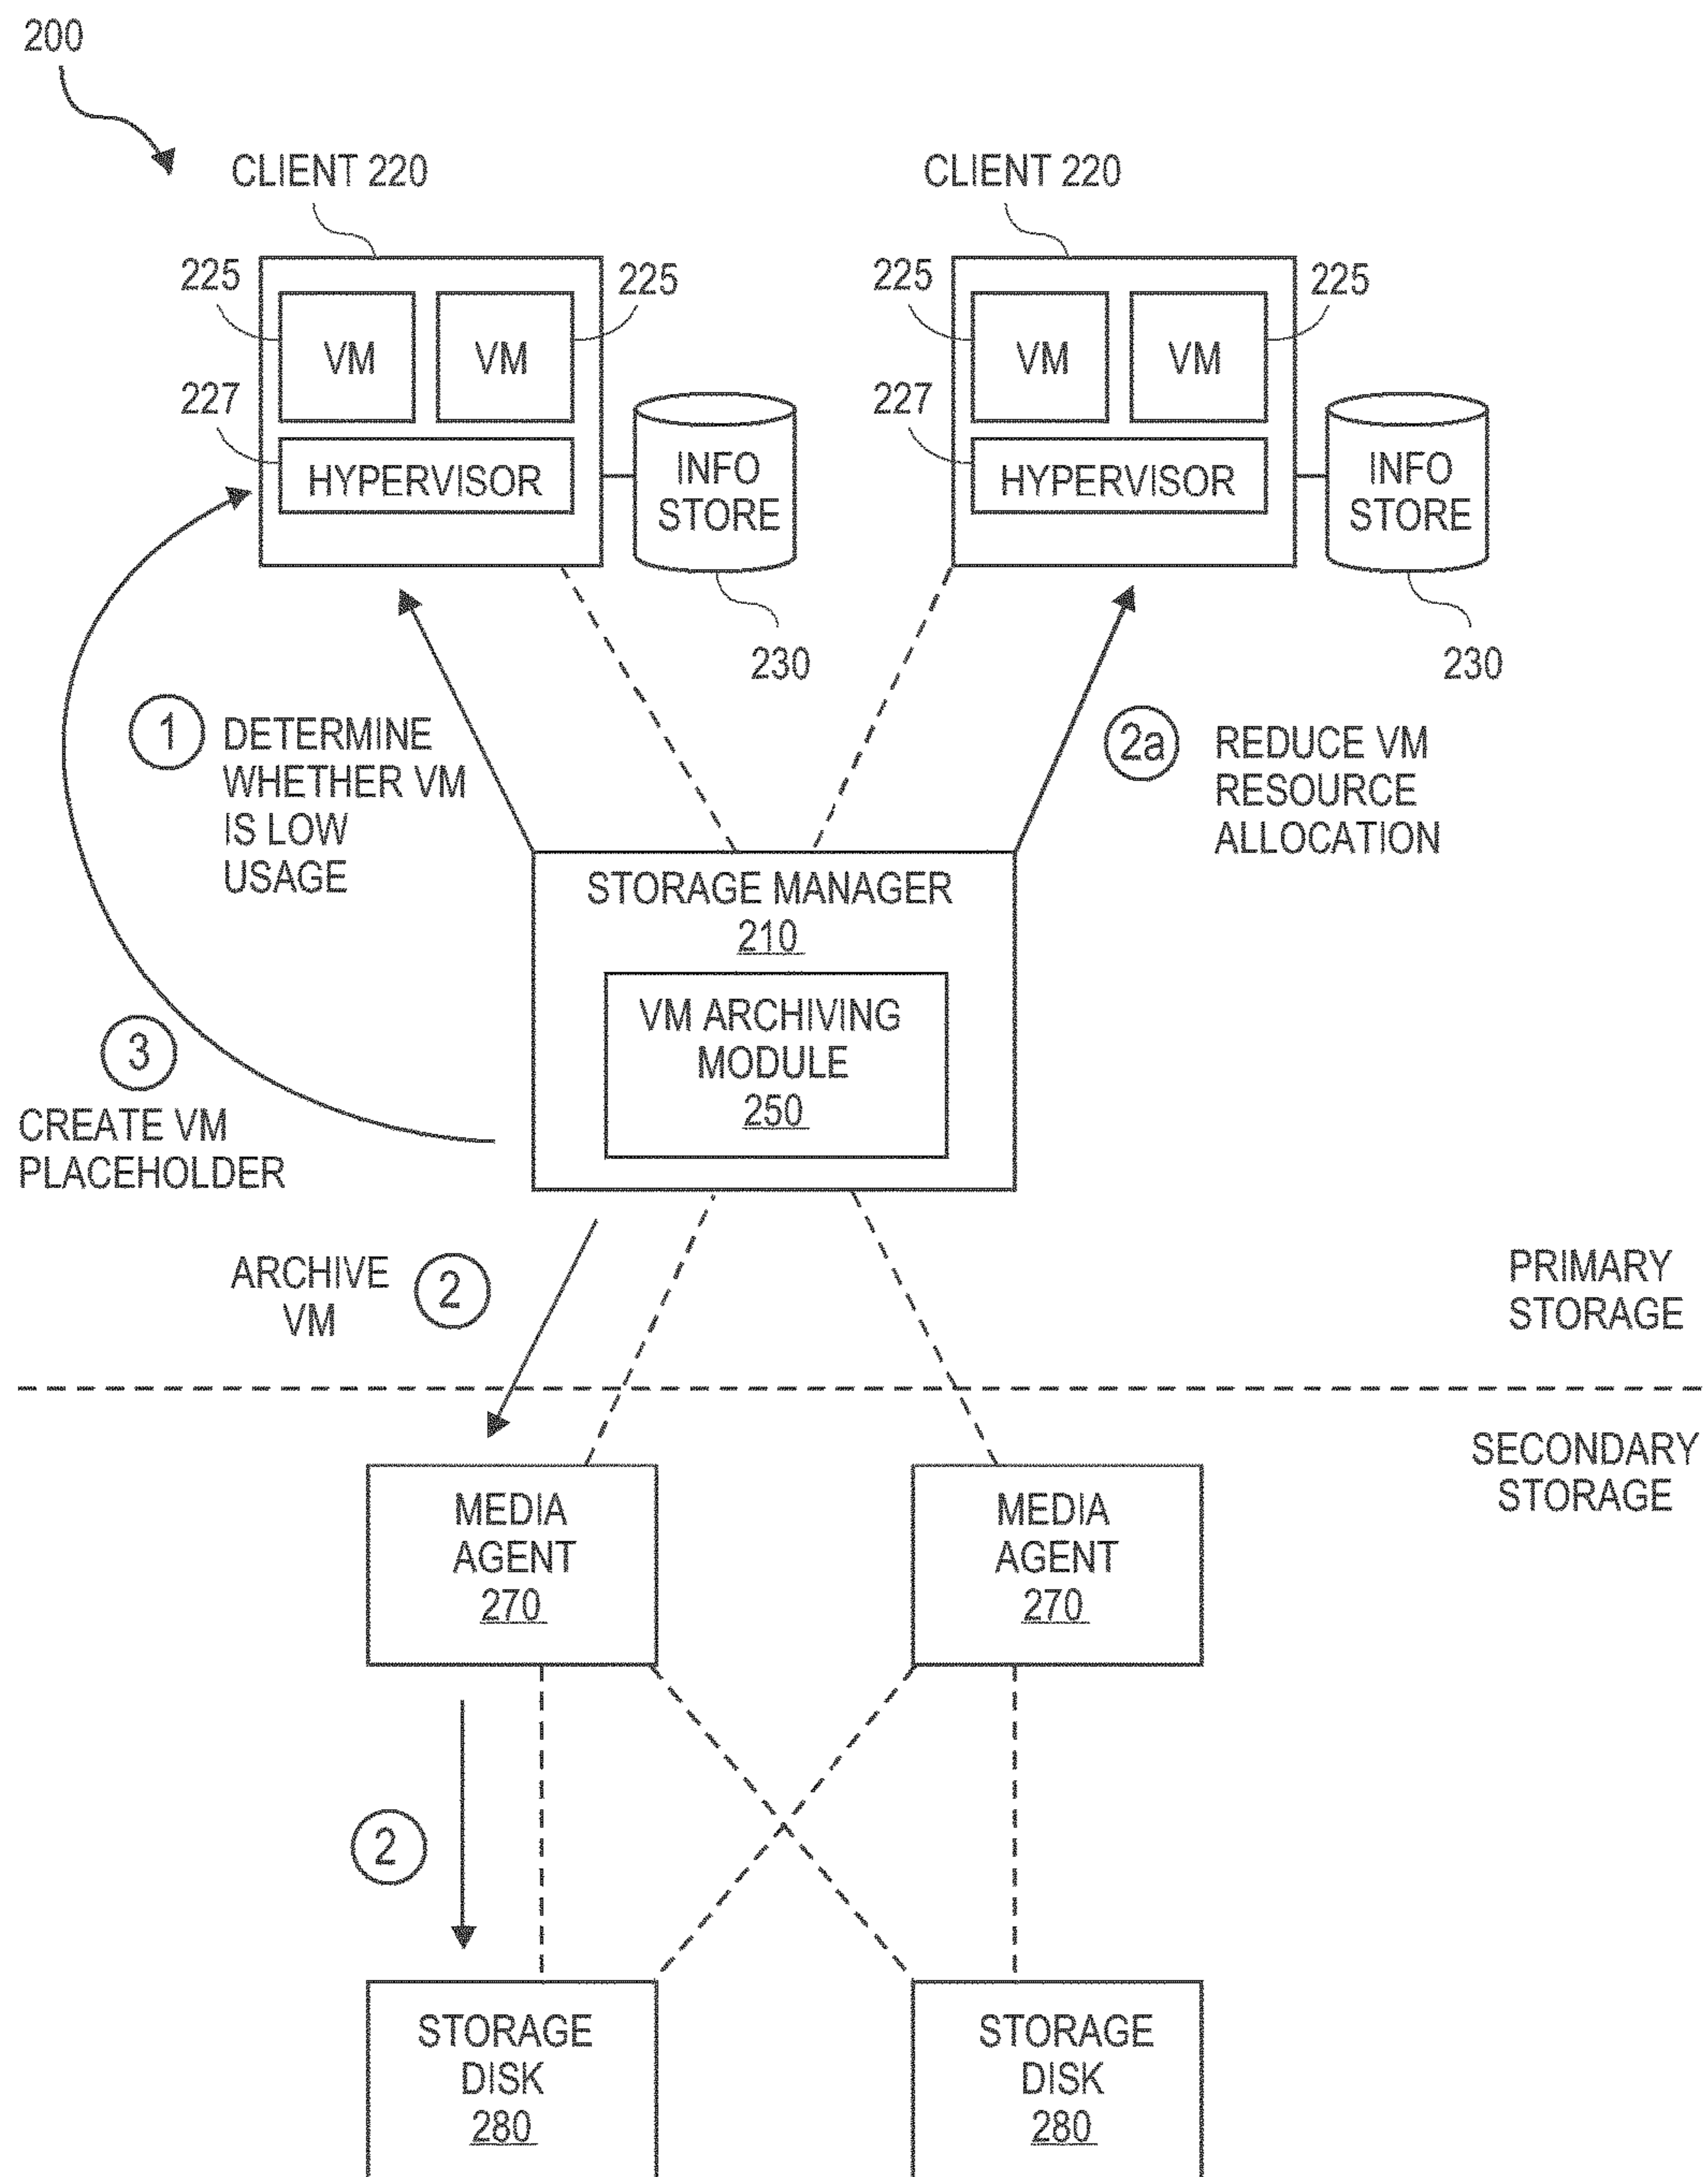 200
CLIENT 220
CLIENT 220
225
225
225
225
VM
VM
VM
VM
227
227
HYPERVISOR
INFO
STORE
HYPERVISOR
INFO
STORE
230
230
1
DETERMINE
WHETHER VM
IS LOW
USAGE
2a
REDUCE VM
RESOURCE
ALLOCATION
STORAGE MANAGER
210
VM ARCHIVING
MODULE
250
3
CREATE VM
PLACEHOLDER
ARCHIVE
VM
2
PRIMARY
STORAGE
SECONDARY
STORAGE
MEDIA
AGENT
270
MEDIA
AGENT
270
2
STORAGE
DISK
280
STORAGE
DISK
280